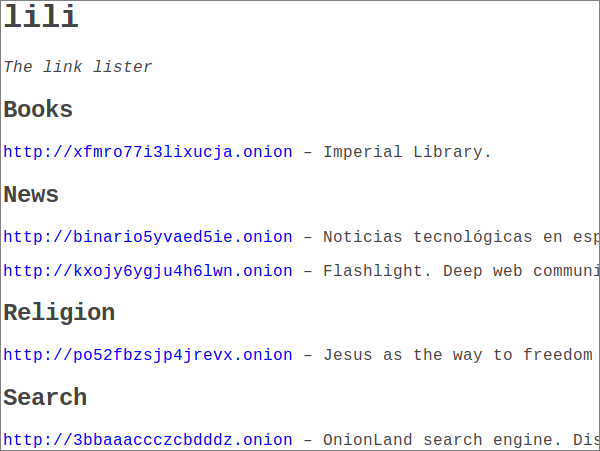 lili
The link lister
Books
http://xfmro77i3lixucja.onion – Imperial Library.
News
http://binario5yvaed5ie.onion – Noticias tecnológicas en esp
http://kxojy6ygju4h6lwn.onion – Flashlight. Deep web communi
Religion
http://po52fbzsjp4jrevx.onion – Jesus as the way to freedom
Search
http://3bbaaaccczcbdddz.onion – OnionLand search engine. Dis